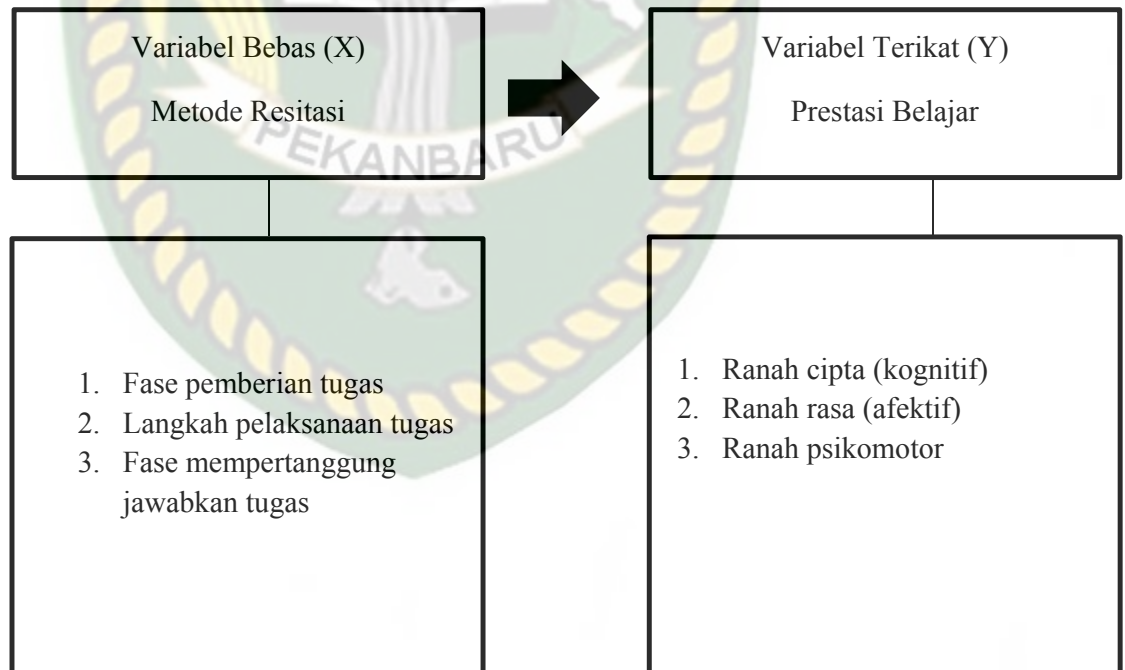 Variabel Bebas (X)
Metode Resitasi
Variabel Terikat (Y)
Prestasi Belajar
PEKANBARU
1. Fase pemberian tugas
2. Langkah pelaksanaan tugas
3. Fase mempertanggung
jawabkan tugas
1. Ranah cipta (kognitif)
2. Ranah rasa (afektif)
3. Ranah psikomotor